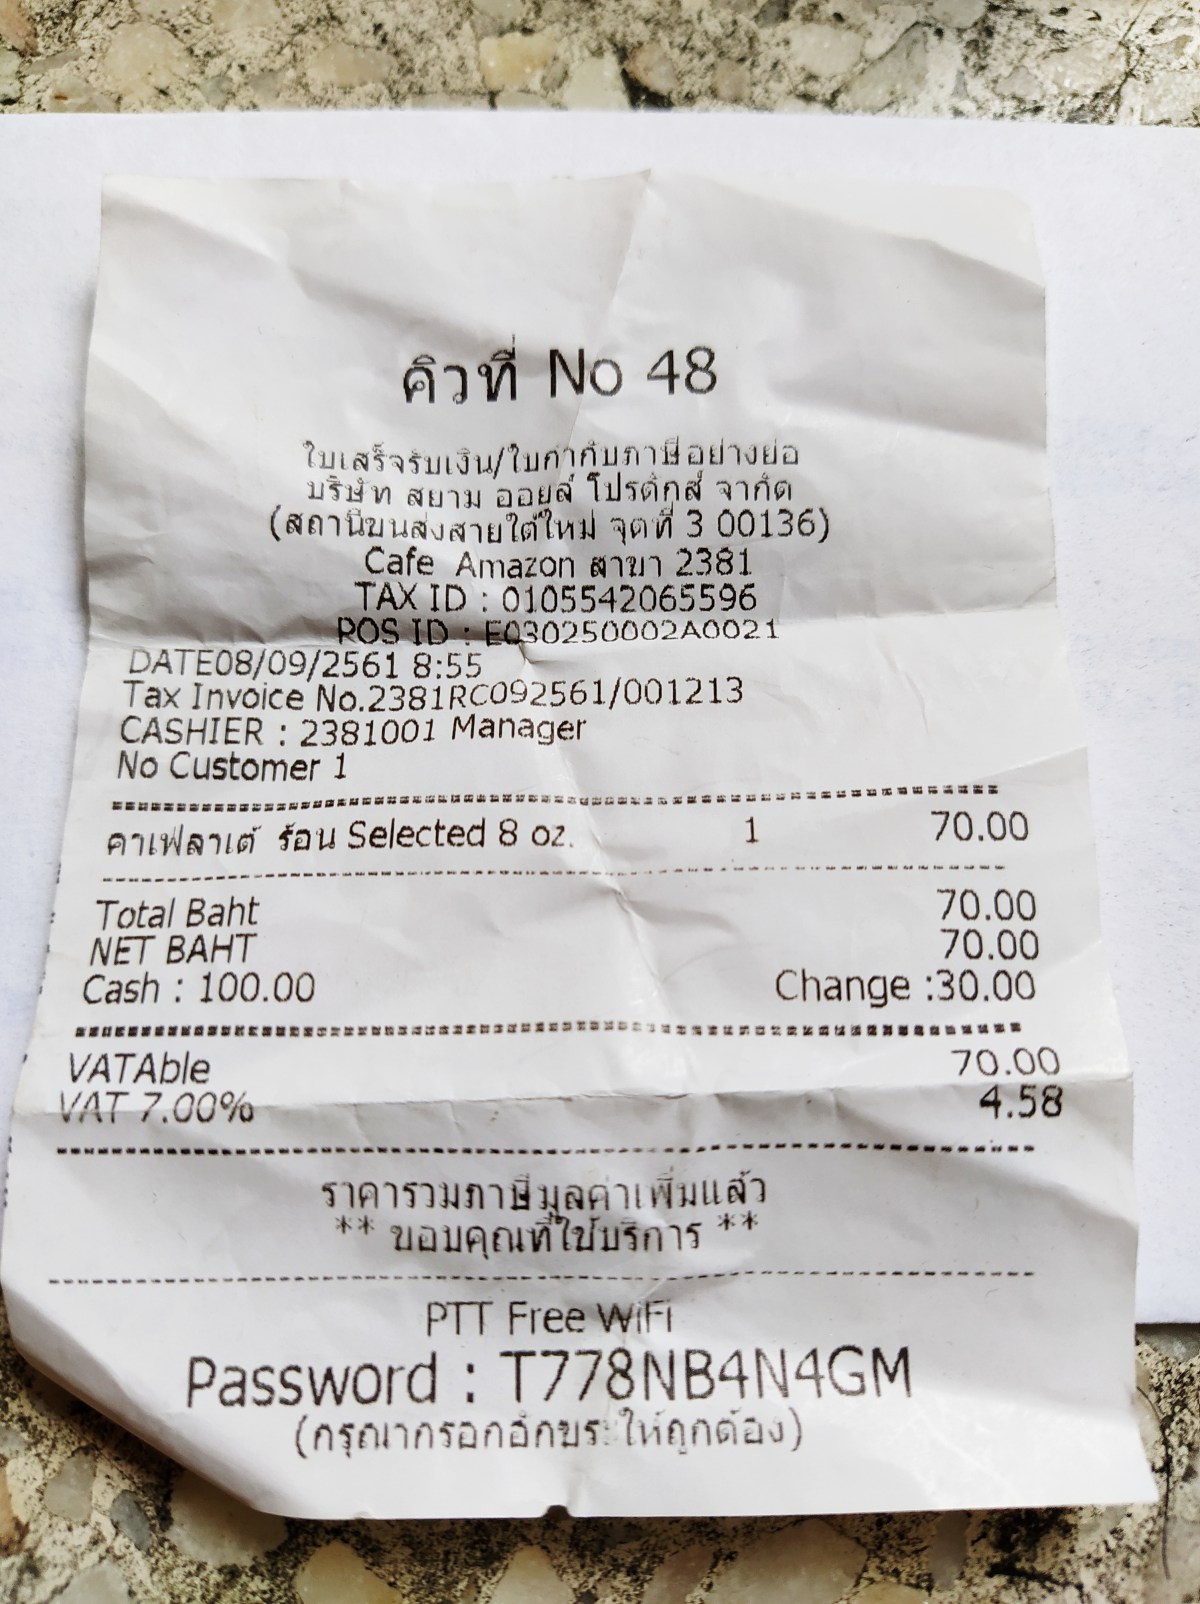 คิวที่ No 48
ใบเสร็จรับเงิน/ใบกำกับภาษีอย่างย่อ
บริษัท สยาม ออยล์ โปรดักส์ จำกัด
(สถานีขนส่งสายใต้ใหม่ จุดที่ 3 00136)
Cafe Amazon สาขา 2381
TAX ID : 0105542065596
POS ID : E030250002A0021
DATE08/09/2561 8:55
Tax Invoice No.2381RC092561/001213
CASHIER : 2381001 Manager
No Customer 1
คาเฟ่ลาเต้ ร้อน Selected 8 oz. 1 70.00
Total Baht 70.00
NET BAHT 70.00
Cash : 100.00 Change :30.00
VATAble 70.00
VAT 7.00% 4.58
ราคารวมภาษีมูลค่าเพิ่มแล้ว
** ขอบคุณที่ใช้บริการ **
PTT Free WiFi
Password : T778NB4N4GM
(กรุณากรอกอักขระให้ถูกต้อง)